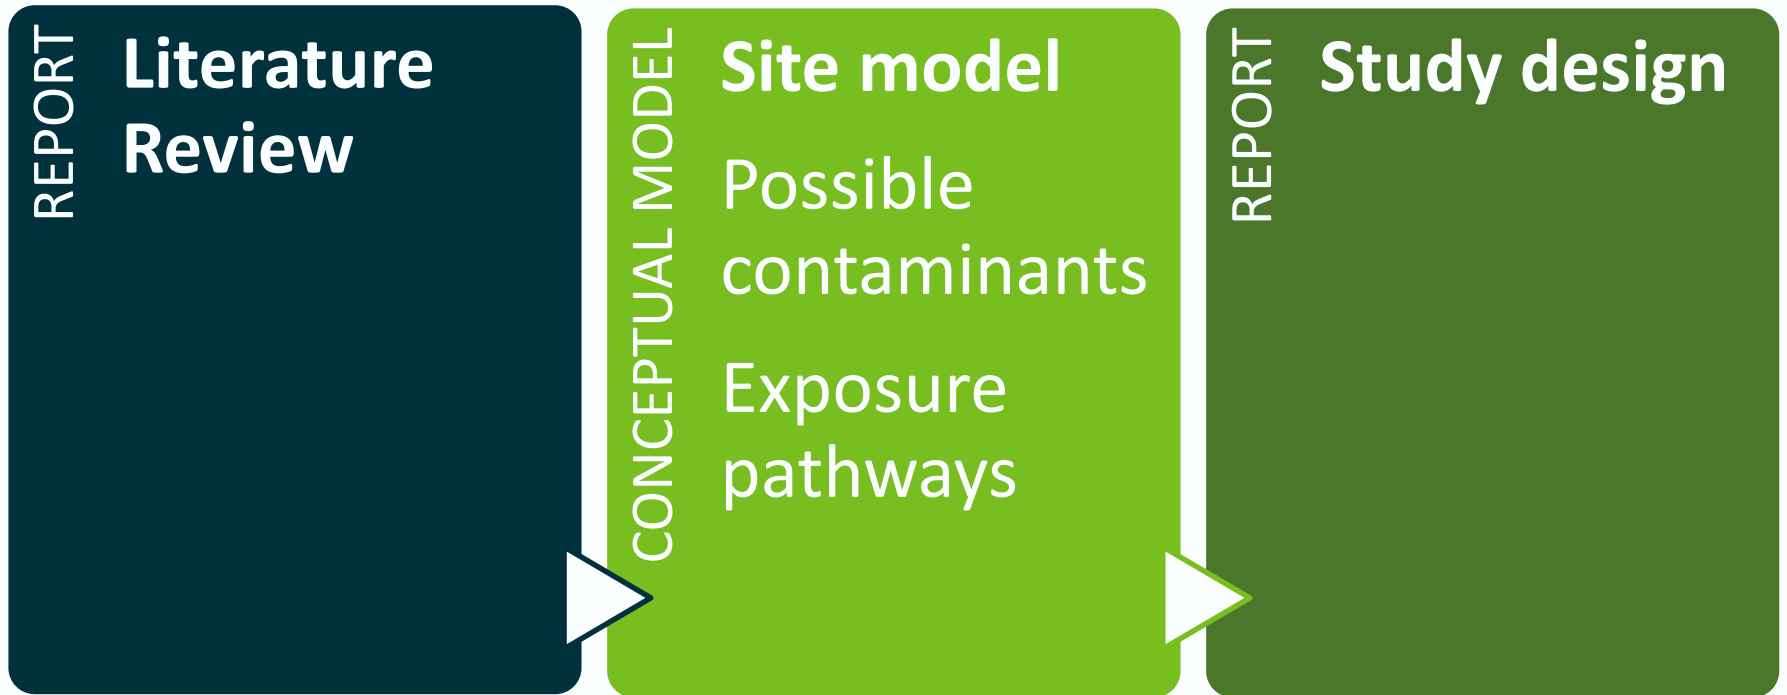 REPORT
Literature
Review
CONCEPTUAL MODEL
Site model
Possible
contaminants
Exposure
pathways
REPORT
Study design